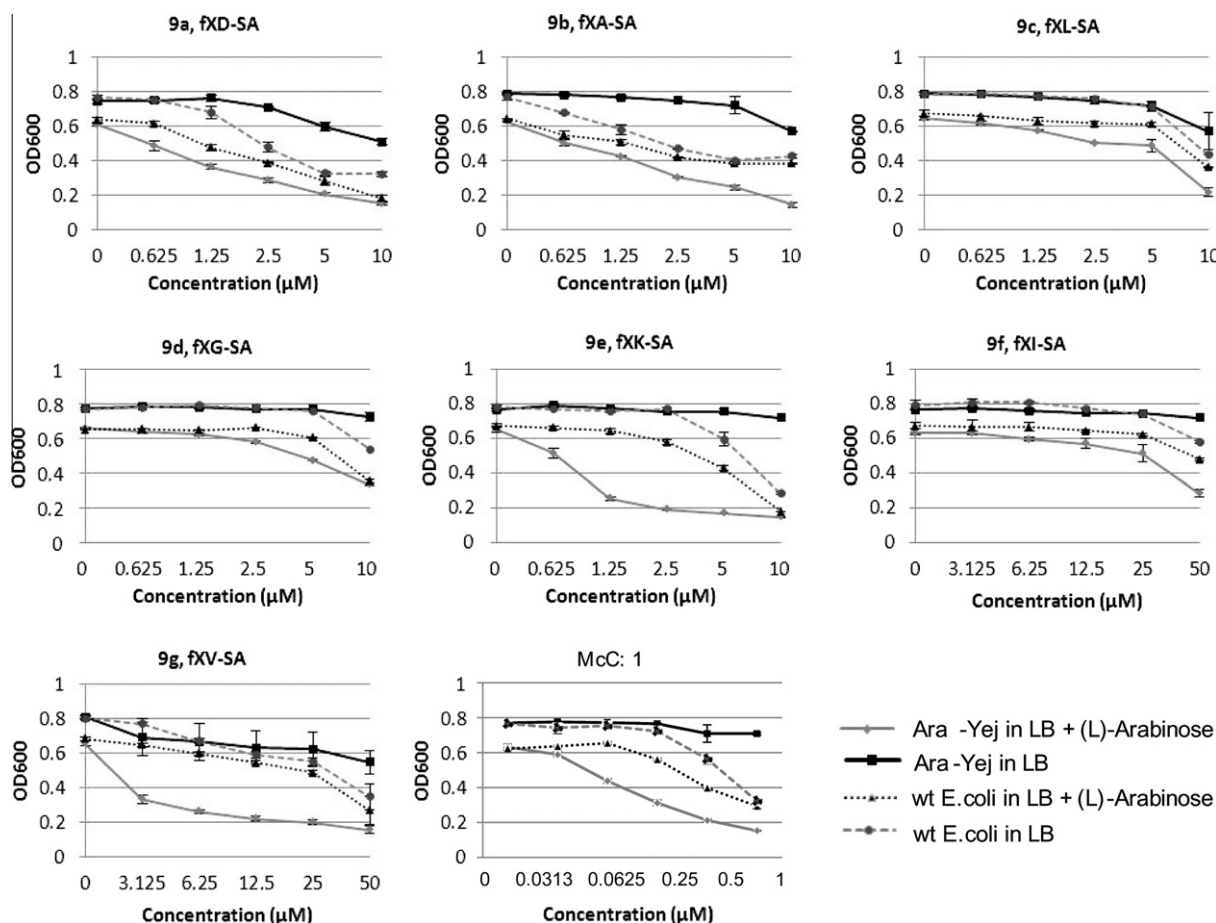 9a, fXD-SA
1
0.8
0.6
0.4
0.2
0
OD600
0 0.625 1.25 2.5 5 10
Concentration (μM)
9b, fXA-SA
1
0.8
0.6
0.4
0.2
0
OD600
0 0.625 1.25 2.5 5 10
Concentration (μM)
9c, fXL-SA
1
0.8
0.6
0.4
0.2
0
OD600
0 0.625 1.25 2.5 5 10
Concentration (μM)
9d, fXG-SA
1
0.8
0.6
0.4
0.2
0
OD600
0 0.625 1.25 2.5 5 10
Concentration (μM)
9e, fXK-SA
1
0.8
0.6
0.4
0.2
0
OD600
0 0.625 1.25 2.5 5 10
Concentration (μM)
9f, fXI-SA
1
0.8
0.6
0.4
0.2
0
OD600
0 3.125 6.25 12.5 25 50
Concentration (μM)
9g, fXV-SA
1
0.8
0.6
0.4
0.2
0
OD600
0 3.125 6.25 12.5 25 50
Concentration (μM)
McC: 1
1
0.8
0.6
0.4
0.2
0
OD600
0 0.0313 0.0625 0.25 0.5 1
Concentration (μM)
Ara -Yej in LB + (L)-Arabinose
Ara -Yej in LB
wt E.coli in LB + (L)-Arabinose
wt E.coli in LB